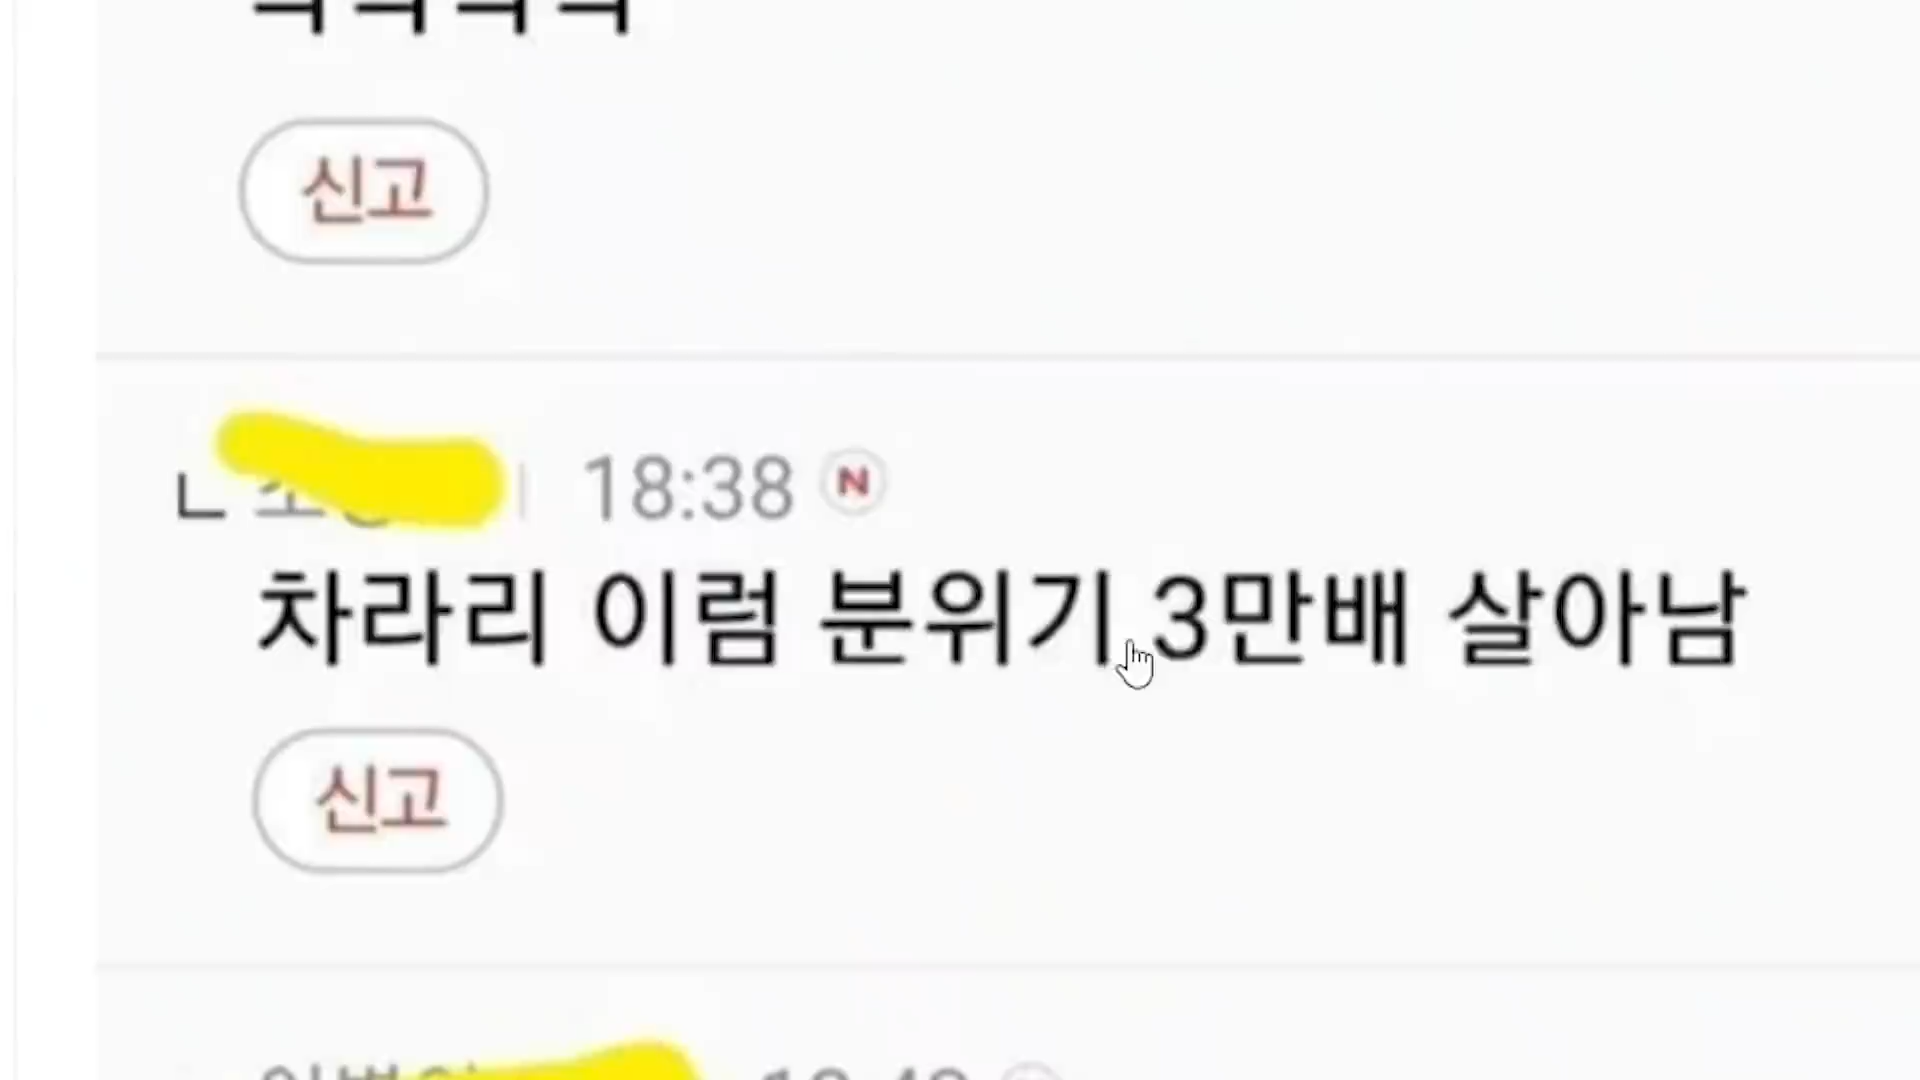 ㅋㅋㅋㅋ
신고
ㄴ
18:38 N
차라리 이럼 분위기 3만배 살아남
신고